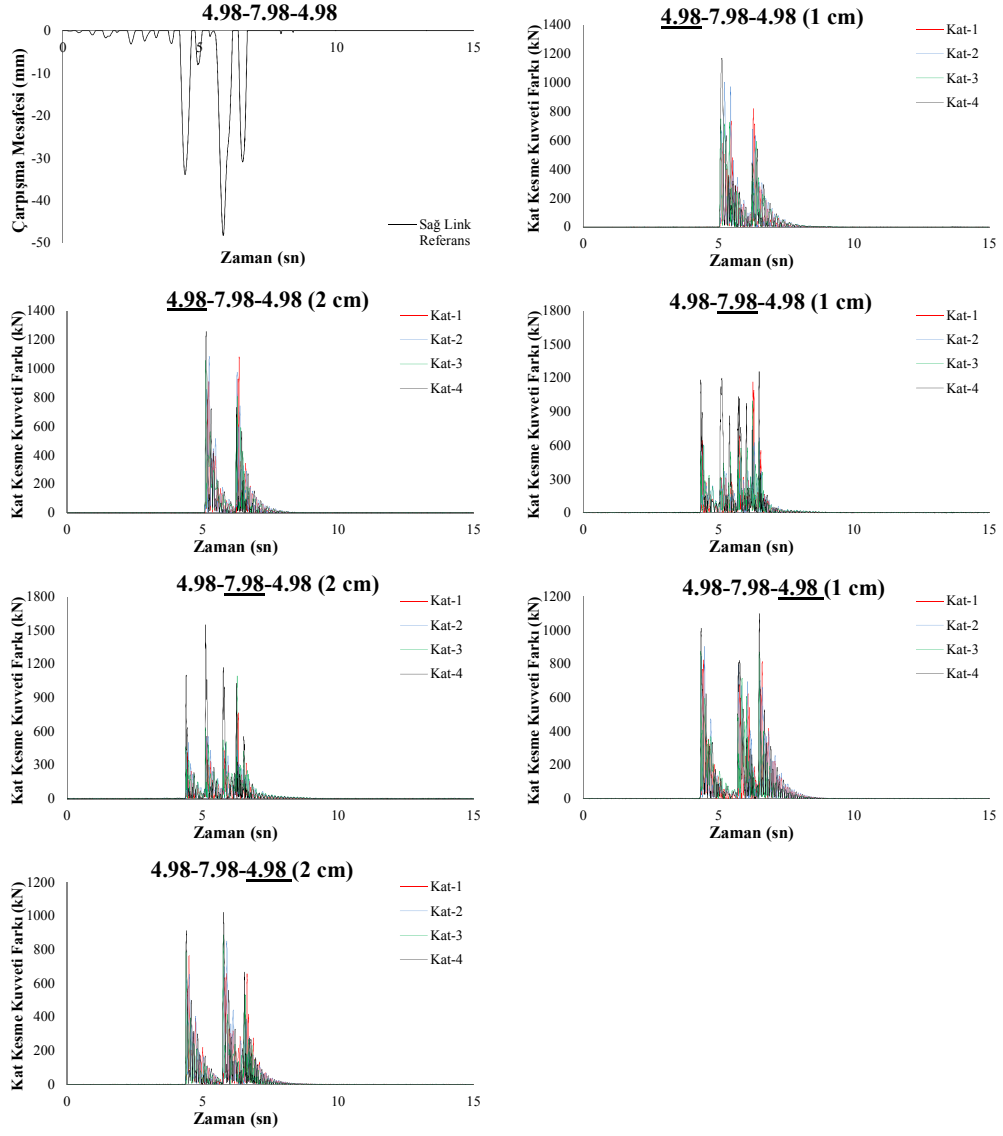 4.98-7.98-4.98
Çarpışma Mesafesi (mm)
0
-10
-20
-30
-40
-50
0 5 10 15
Sağ Link
Referans
Zaman (sn)
4.98-7.98-4.98 (1 cm)
Kat Kesme Kuvveti Farkı (kN)
1400
1200
1000
800
600
400
200
0
0 5 10 15
Kat-1
Kat-2
Kat-3
Kat-4
Zaman (sn)
4.98-7.98-4.98 (2 cm)
Kat Kesme Kuvveti Farkı (kN)
1400
1200
1000
800
600
400
200
0
0 5 10 15
Kat-1
Kat-2
Kat-3
Kat-4
Zaman (sn)
4.98-7.98-4.98 (1 cm)
Kat Kesme Kuvveti Farkı (kN)
1800
1500
1200
900
600
300
0
0 5 10 15
Kat-1
Kat-2
Kat-3
Kat-4
Zaman (sn)
4.98-7.98-4.98 (2 cm)
Kat Kesme Kuvveti Farkı (kN)
1800
1500
1200
900
600
300
0
0 5 10 15
Kat-1
Kat-2
Kat-3
Kat-4
Zaman (sn)
4.98-7.98-4.98 (1 cm)
Kat Kesme Kuvveti Farkı (kN)
1200
1000
800
600
400
200
0
0 5 10 15
Kat-1
Kat-2
Kat-3
Kat-4
Zaman (sn)
4.98-7.98-4.98 (2 cm)
Kat Kesme Kuvveti Farkı (kN)
1200
1000
800
600
400
200
0
0 5 10 15
Kat-1
Kat-2
Kat-3
Kat-4
Zaman (sn)